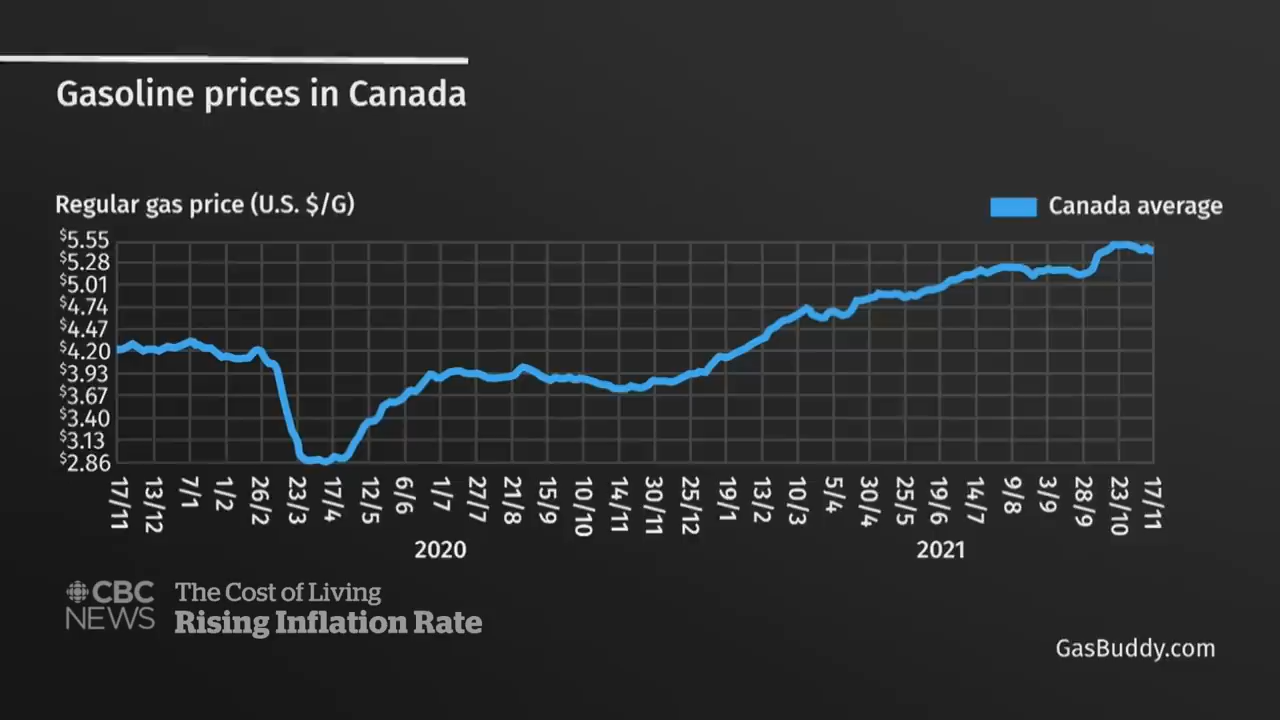 Gasoline prices in Canada
Regular gas price (U.S. $/G)
Canada average
$5.55
$5.28
$5.01
$4.74
$4.47
$4.20
$3.93
$3.67
$3.40
$3.13
$2.86
17/11 13/12 7/1 1/2 26/2 23/3 17/4 12/5 6/6 1/7 27/7 21/8 15/9 10/10 14/11 30/11 25/12 19/1 13/2 10/3 5/4 30/4 25/5 19/6 14/7 9/8 3/9 28/9 23/10 17/11
2020 2021
CBC NEWS
The Cost of Living
Rising Inflation Rate
GasBuddy.com